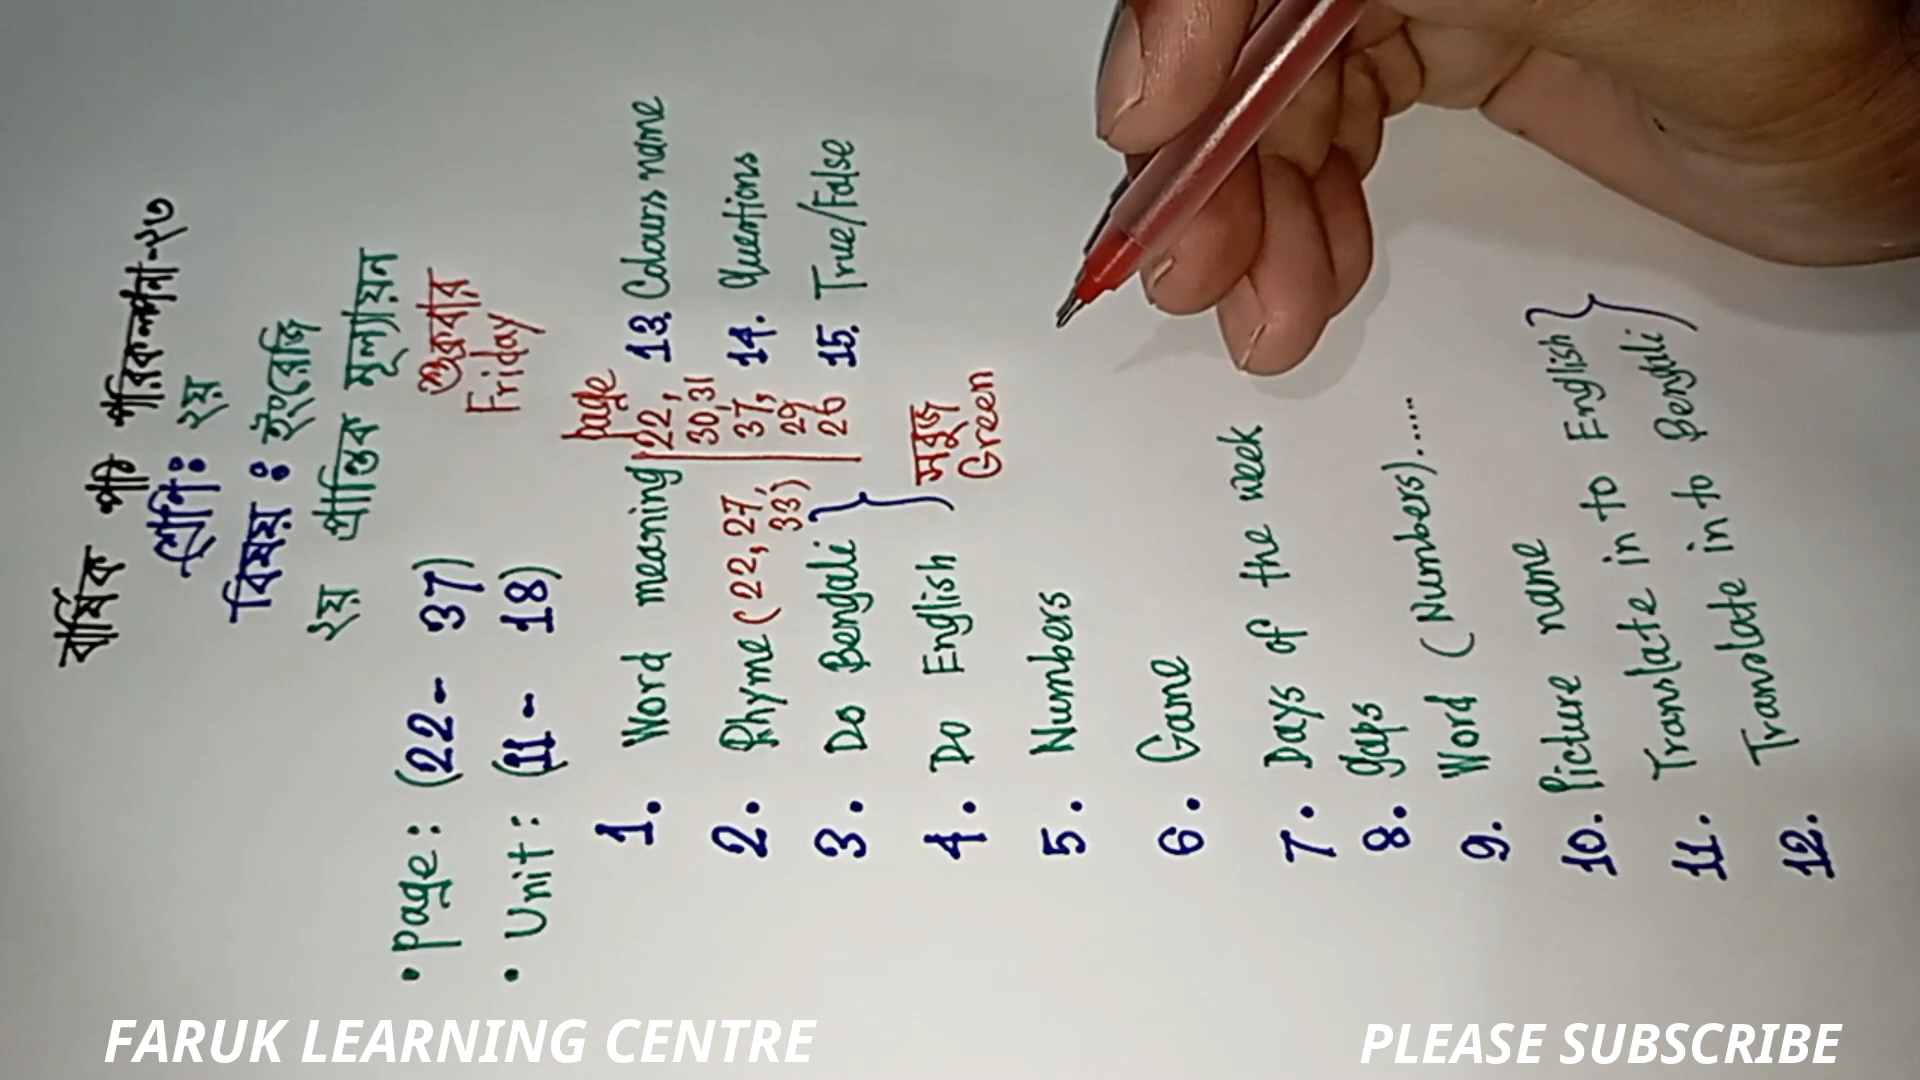 বার্ষিক পাঠ পরিকল্পনা-২৩
শ্রেণি: ২য়
বিষয়: ইংরেজি
২য় প্রান্তিক মূল্যায়ন
• Page: (22- 37)
শুক্রবার
• Unit: (11- 18)
Friday
page
1. Word meaning 22, 30,31 37, 29 26
2. Rhyme (22, 27, 33)
3. Do Bengali
4. Do English
সবুজ
Green
5. Numbers
6. Game
7. Days of the week
8. gaps
9. Word (Numbers).....
10. Picture name
11. Translate in to English
12. Translate in to Bengali
13. Colours name
14. Questions
15. True/False
FARUK LEARNING CENTRE
PLEASE SUBSCRIBE